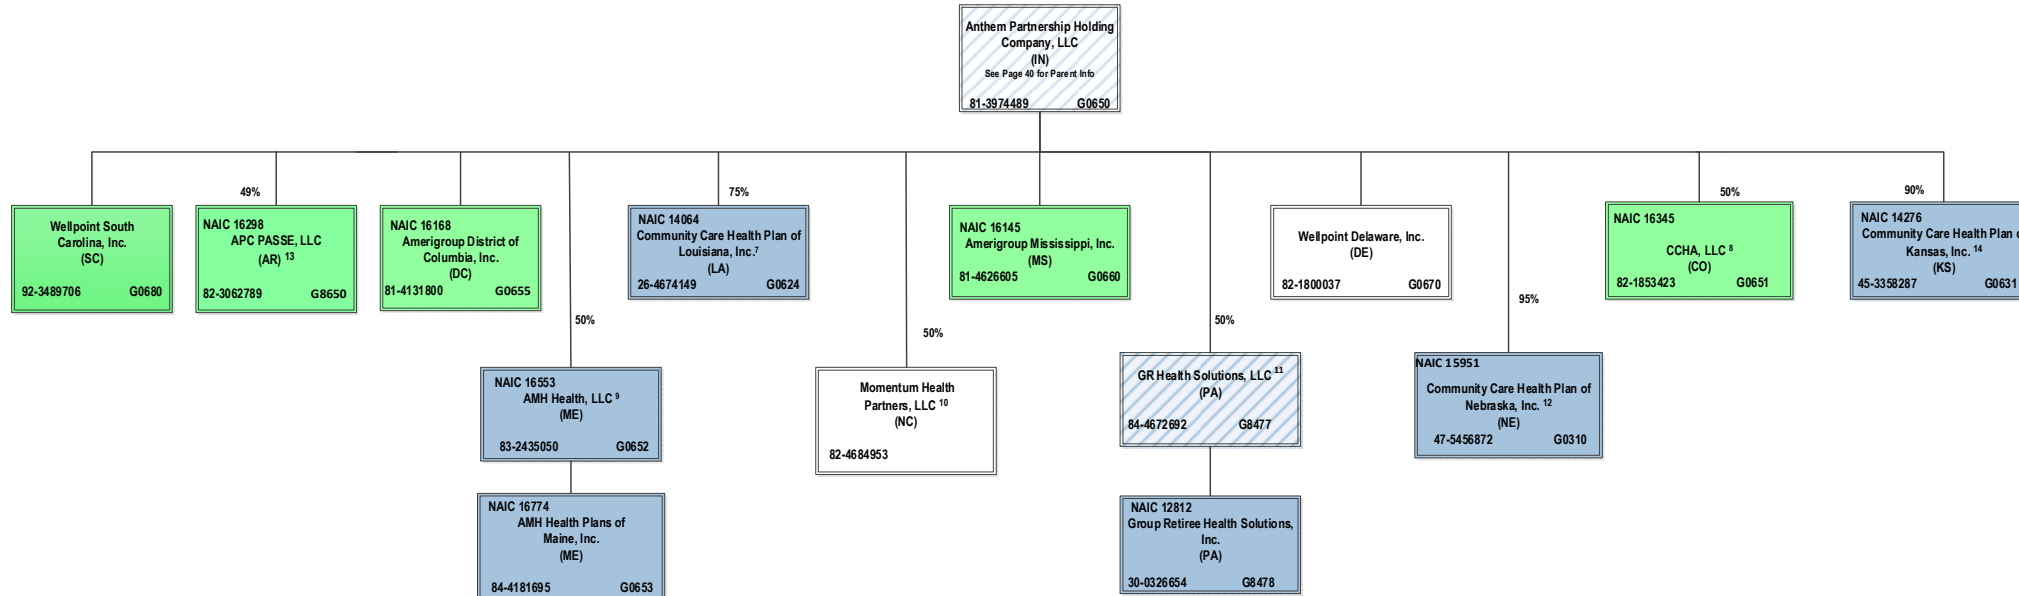 Anthem Partnership Holding
Company, LLC
(IN)
See Page 40 for Parent Info
81-3974489 G0650
Wellpoint South
Carolina, Inc.
(SC)
92-3489706 G0680
49%
NAIC 16298
APC PASSE, LLC
(AR) 13
82-3062789 G8650
NAIC 16168
Amerigroup District of
Columbia, Inc.
(DC)
81-4131800 G0655
75%
NAIC 14064
Community Care Health Plan of
Louisiana, Inc.7
(LA)
26-4674149 G0624
NAIC 16145
Amerigroup Mississippi, Inc.
(MS)
81-4626605 G0660
Wellpoint Delaware, Inc.
(DE)
82-1800037 G0670
50%
NAIC 16345
CCHA, LLC 8
(CO)
82-1853423 G0651
90%
NAIC 14276
Community Care Health Plan
Kansas, Inc. 14
(KS)
45-3358287 G0631
50%
NAIC 16553
AMH Health, LLC 9
(ME)
83-2435050 G0652
50%
Momentum Health
Partners, LLC 10
(NC)
82-4684953
50%
GR Health Solutions, LLC 11
(PA)
84-4672692 G8477
95%
NAIC 15951
Community Care Health Plan of
Nebraska, Inc. 12
(NE)
47-5456872 G0310
NAIC 16774
AMH Health Plans of
Maine, Inc.
(ME)
84-4181695 G0653
NAIC 12812
Group Retiree Health Solutions,
Inc.
(PA)
30-0326654 G8478